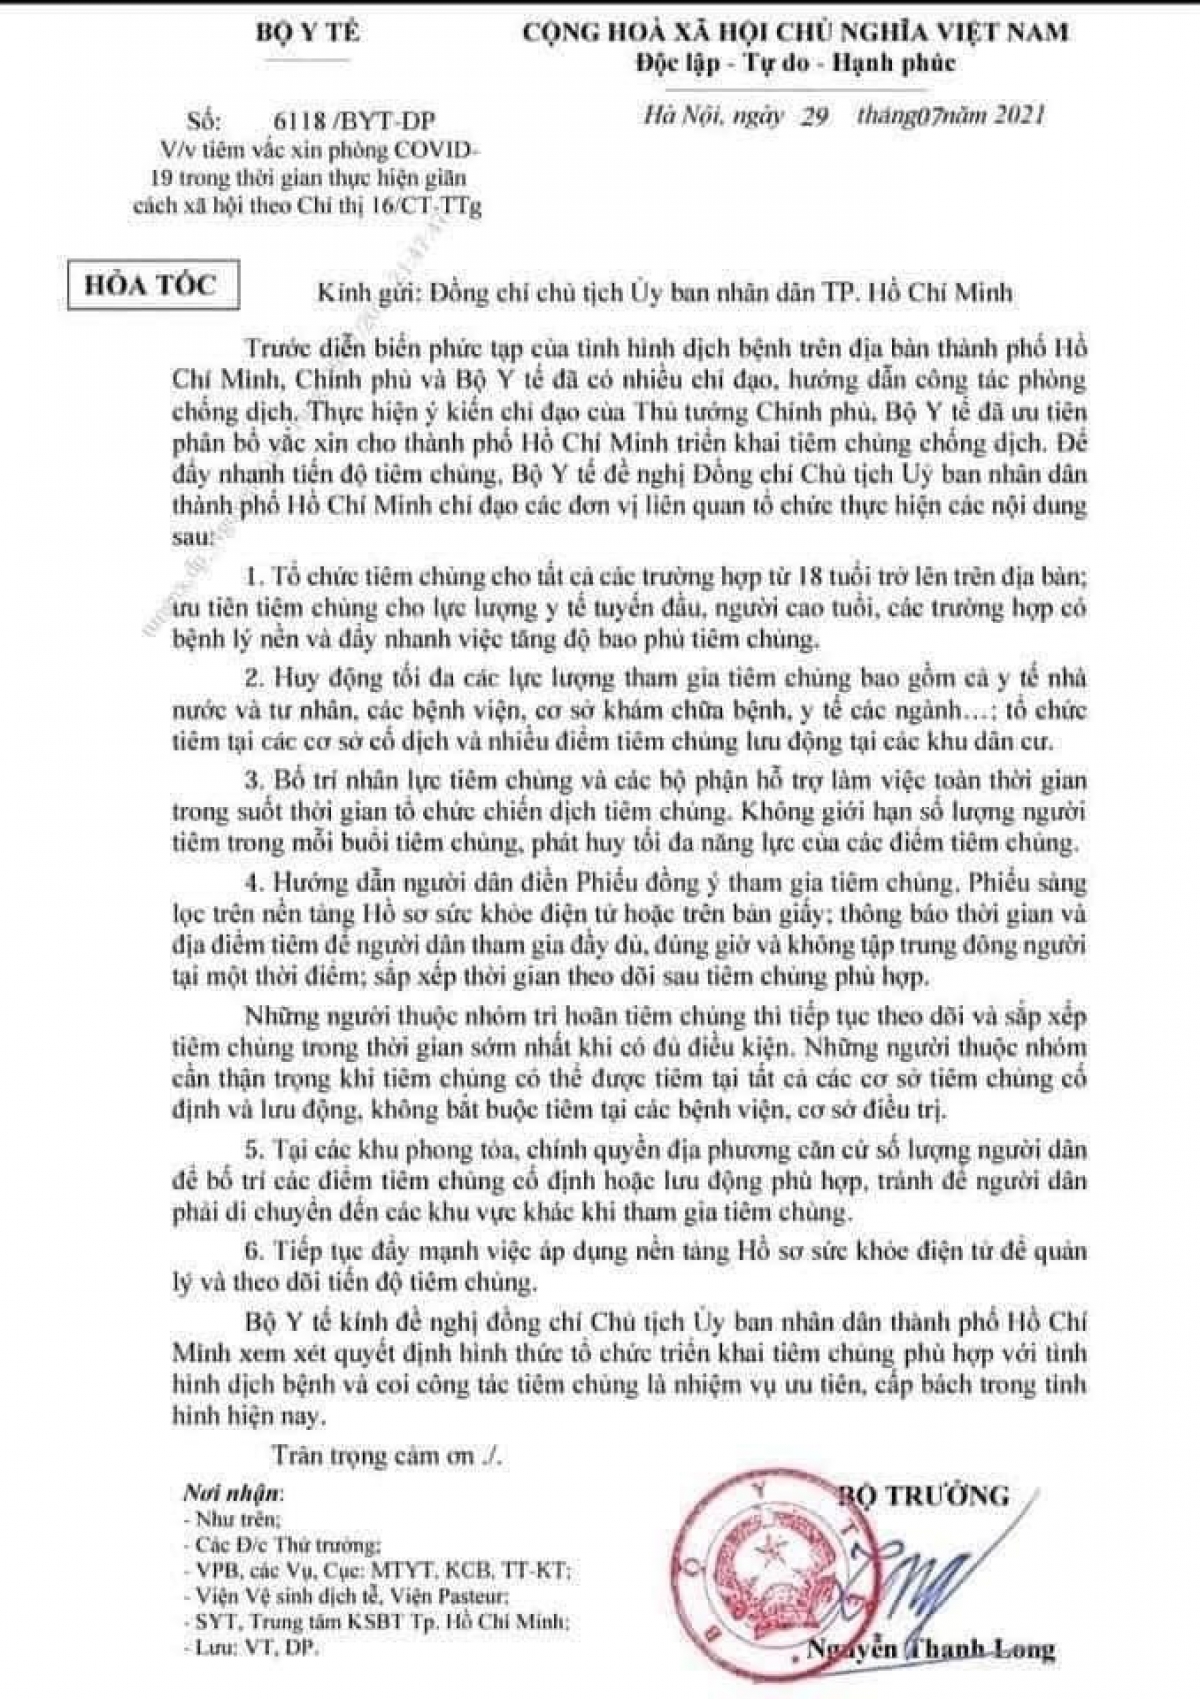 BỘ Y TẾ
CỘNG HOÀ XÃ HỘI CHỦ NGHĨA VIỆT NAM
Độc lập - Tự do - Hạnh phúc
Số: 6118 /BYT-DP
Hà Nội, ngày 29 tháng07năm 2021
V/v tiêm vắc xin phòng COVID-
19 trong thời gian thực hiện giãn
cách xã hội theo Chỉ thị 16/CT-TTg
HỎA TỐC
Kính gửi: Đồng chí chủ tịch Ủy ban nhân dân TP. Hồ Chí Minh
Trước diễn biến phức tạp của tình hình dịch bệnh trên địa bàn thành phố Hồ
Chí Minh, Chính phủ và Bộ Y tế đã có nhiều chỉ đạo, hướng dẫn công tác phòng
chống dịch. Thực hiện ý kiến chỉ đạo của Thủ tướng Chính phủ, Bộ Y tế đã ưu tiên
phân bổ vắc xin cho thành phố Hồ Chí Minh triển khai tiêm chủng chống dịch. Để
đẩy nhanh tiến độ tiêm chủng, Bộ Y tế đề nghị Đồng chí Chủ tịch Uỷ ban nhân dân
thành phố Hồ Chí Minh chỉ đạo các đơn vị liên quan tổ chức thực hiện các nội dung
sau:
1. Tổ chức tiêm chủng cho tất cả các trường hợp từ 18 tuổi trở lên trên địa bàn;
ưu tiên tiêm chủng cho lực lượng y tế tuyến đầu, người cao tuổi, các trường hợp có
bệnh lý nền và đẩy nhanh việc tăng độ bao phủ tiêm chủng.
2. Huy động tối đa các lực lượng tham gia tiêm chủng bao gồm cả y tế nhà
nước và tư nhân, các bệnh viện, cơ sở khám chữa bệnh, y tế các ngành…; tổ chức
tiêm tại các cơ sở cố dịch và nhiều điểm tiêm chủng lưu động tại các khu dân cư.
3. Bố trí nhân lực tiêm chủng và các bộ phận hỗ trợ làm việc toàn thời gian
trong suốt thời gian tổ chức chiến dịch tiêm chủng. Không giới hạn số lượng người
tiêm trong mỗi buổi tiêm chủng, phát huy tối đa năng lực của các điểm tiêm chủng.
4. Hướng dẫn người dân điền Phiếu đồng ý tham gia tiêm chủng, Phiếu sàng
lọc trên nền tảng Hồ sơ sức khỏe điện tử hoặc trên bản giấy; thông báo thời gian và
địa điểm tiêm để người dân tham gia đầy đủ, đúng giờ và không tập trung đông người
tại một thời điểm; sắp xếp thời gian theo dõi sau tiêm chủng phù hợp.
Những người thuộc nhóm trì hoãn tiêm chủng thì tiếp tục theo dõi và sắp xếp
tiêm chủng trong thời gian sớm nhất khi có đủ điều kiện. Những người thuộc nhóm
cẩn thận trọng khi tiêm chủng có thể được tiêm tại tất cả các cơ sở tiêm chủng cố
định và lưu động, không bắt buộc tiêm tại các bệnh viện, cơ sở điều trị.
5. Tại các khu phong tỏa, chính quyền địa phương căn cứ số lượng người dân
để bố trí các điểm tiêm chủng cố định hoặc lưu động phù hợp, tránh để người dân
phải di chuyển đến các khu vực khác khi tham gia tiêm chủng.
6. Tiếp tục đẩy mạnh việc áp dụng nền tảng Hồ sơ sức khỏe điện tử để quản
lý và theo dõi tiến độ tiêm chủng.
Bộ Y tế kính đề nghị đồng chí Chủ tịch Ủy ban nhân dân thành phố Hồ Chí
Minh xem xét quyết định hình thức tổ chức triển khai tiêm chủng phù hợp với tình
hình dịch bệnh và coi công tác tiêm chủng là nhiệm vụ ưu tiên, cấp bách trong tình
hình hiện nay.
Trân trọng cảm ơn ./.
Nơi nhận:
- Như trên;
- Các Đ/c Thứ trưởng;
- VPB, các Vụ, Cục: MTYT, KCB, TT-KT;
- Viện Vệ sinh dịch tễ, Viện Pasteur;
- SYT, Trung tâm KSBT Tp. Hồ Chí Minh;
- Lưu: VT, DP.
BỘ TRƯỞNG
BỘ Y TẾ
Nguyễn Thanh Long